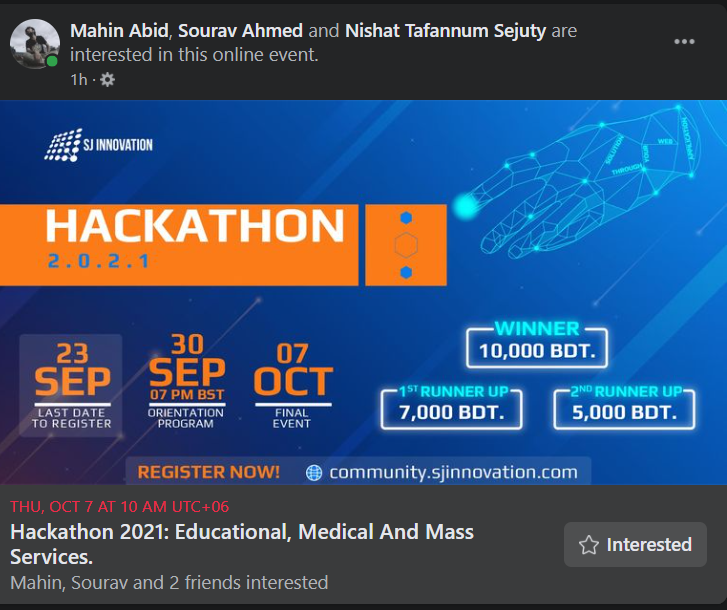 Mahin Abid, Sourav Ahmed and Nishat Tafannum Sejuty are
interested in this online event.
1h ·
SJ INNOVATION
SOLUTION
THROUGH
WEB
APPLICATION
HACKATHON
2.0.2.1
23
SEP
LAST DATE
TO REGISTER
30
SEP
07 PM BST
ORIENTATION
PROGRAM
07
OCT
FINAL
EVENT
WINNER
10,000 BDT.
1ST RUNNER UP
7,000 BDT.
2ND RUNNER UP
5,000 BDT.
REGISTER NOW! community.sjinnovation.com
THU, OCT 7 AT 10 AM UTC+06
Hackathon 2021: Educational, Medical And Mass
Services.
Interested
Mahin, Sourav and 2 friends interested